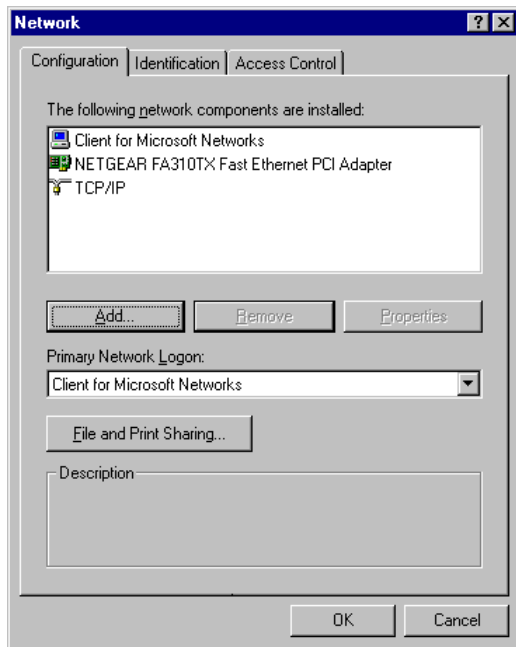 Network
Configuration Identification Access Control
The following network components are installed:
Client for Microsoft Networks
NETGEAR FA310TX Fast Ethernet PCI Adapter
TCP/IP
Add... Remove Properties
Primary Network Logon:
Client for Microsoft Networks
File and Print Sharing...
Description
OK Cancel